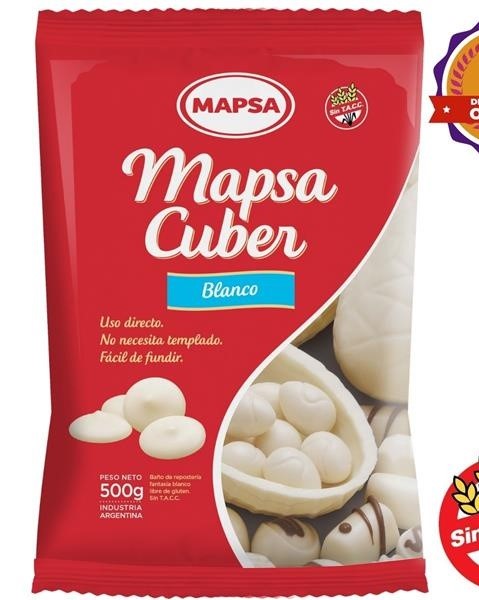 MAPSA
Sin T.A.C.C.
Mapsa
Cuber
Blanco
Uso directo.
No necesita templado.
Fácil de fundir.
PESO NETO
500g
INDUSTRIA
ARGENTINA
Baño de repostería
fantasía blanco
libre de gluten.
Sin T.A.C.C.
Sin